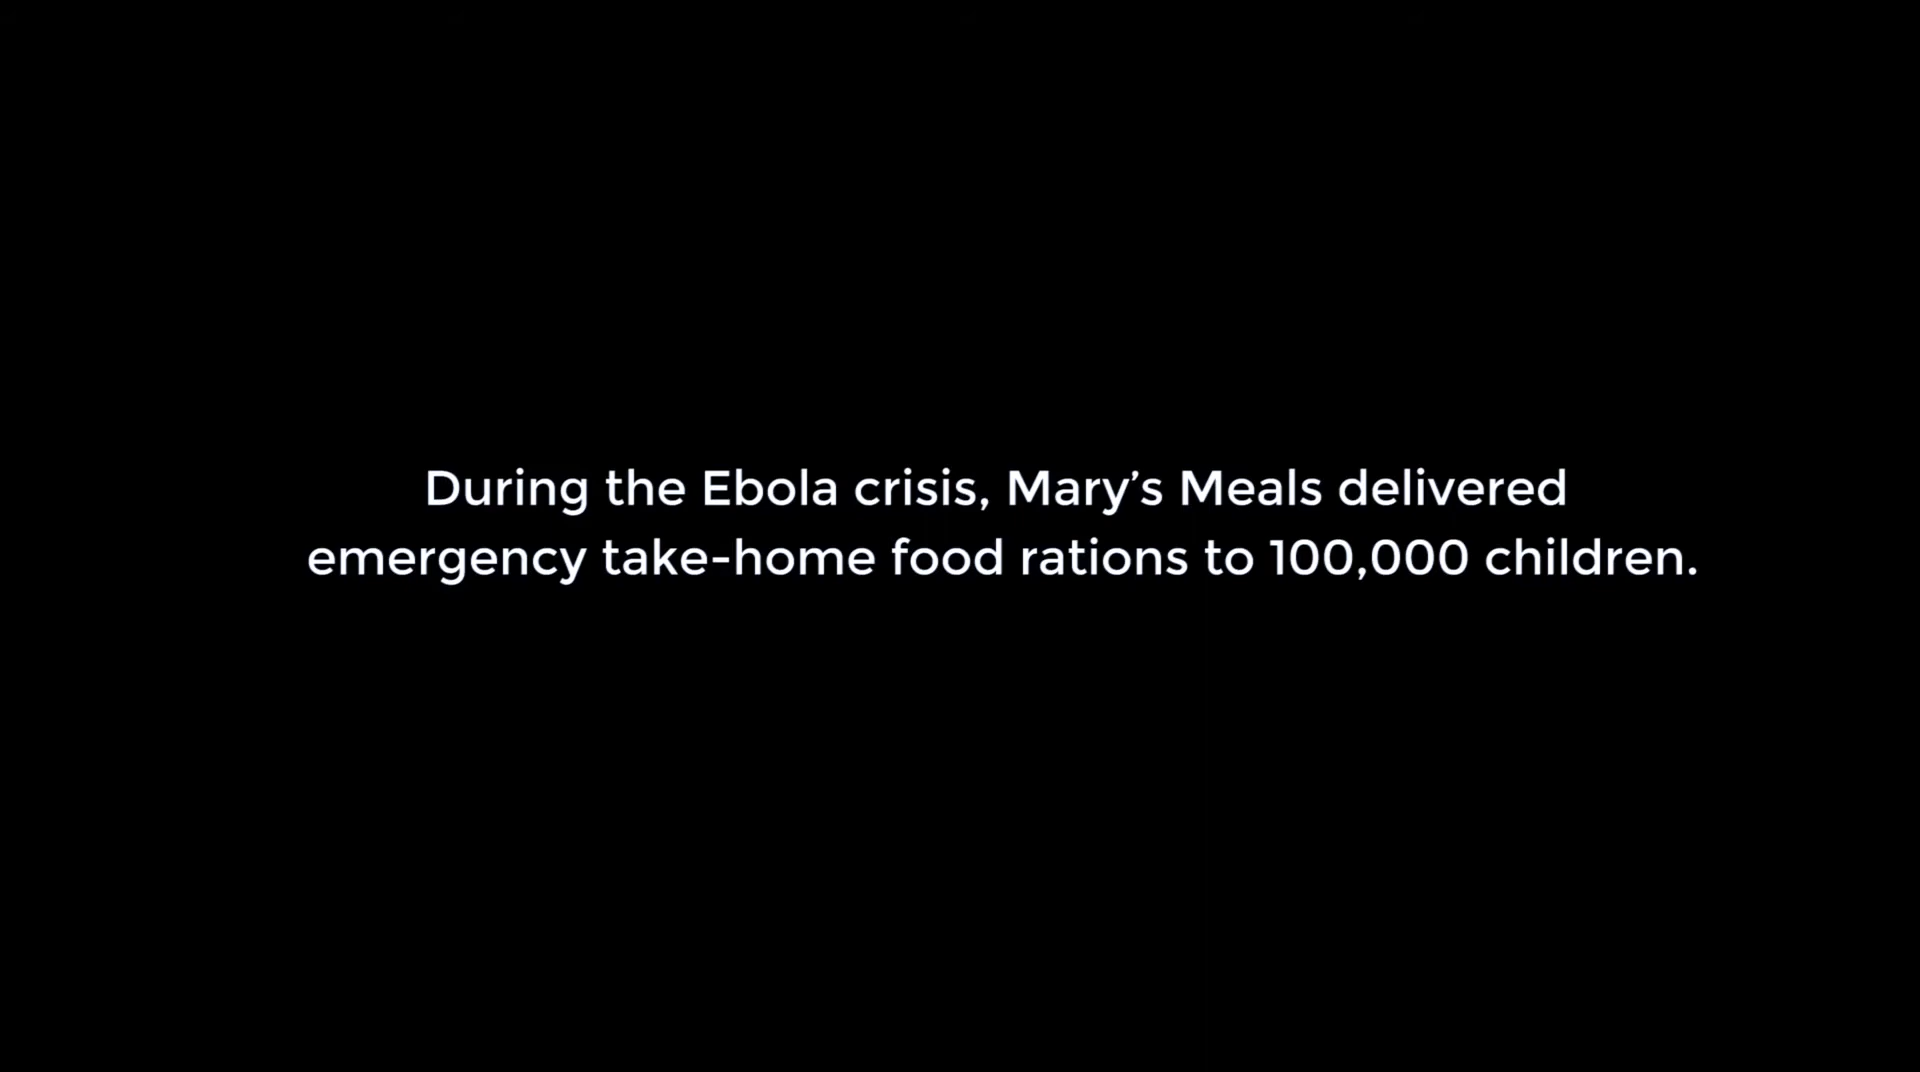 During the Ebola crisis, Mary’s Meals delivered
emergency take-home food rations to 100,000 children.